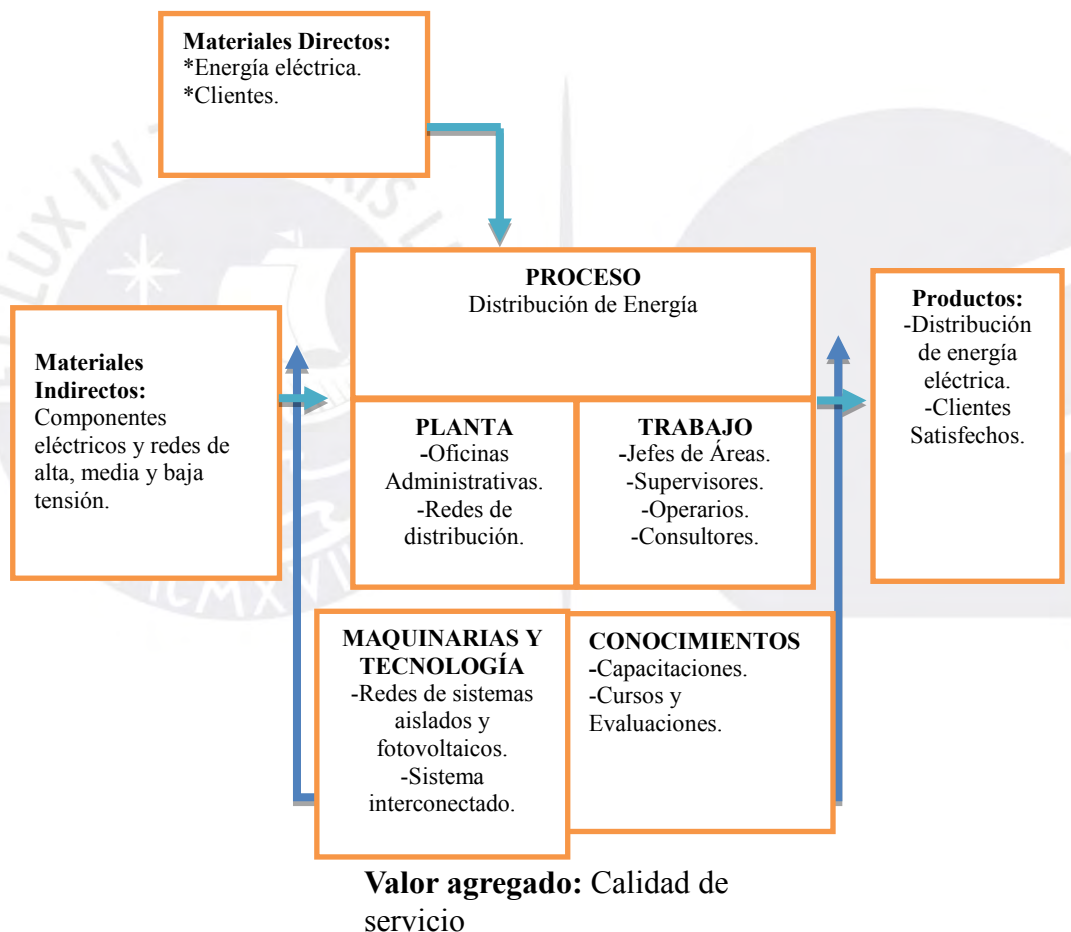 Materiales Directos:
*Energía eléctrica.
*Clientes.
PROCESO
Distribución de Energía
Materiales
Indirectos:
Componentes
eléctricos y redes de
alta, media y baja
tensión.
PLANTA
-Oficinas
Administrativas.
-Redes de
distribución.
TRABAJO
-Jefes de Áreas.
-Supervisores.
-Operarios.
-Consultores.
Productos:
-Distribución
de energía
eléctrica.
-Clientes
Satisfechos.
MAQUINARIAS Y
TECNOLOGÍA
-Redes de sistemas
aislados y
fotovoltaicos.
-Sistema
interconectado.
CONOCIMIENTOS
-Capacitaciones.
-Cursos y
Evaluaciones.
Valor agregado: Calidad de
servicio
LUX IN